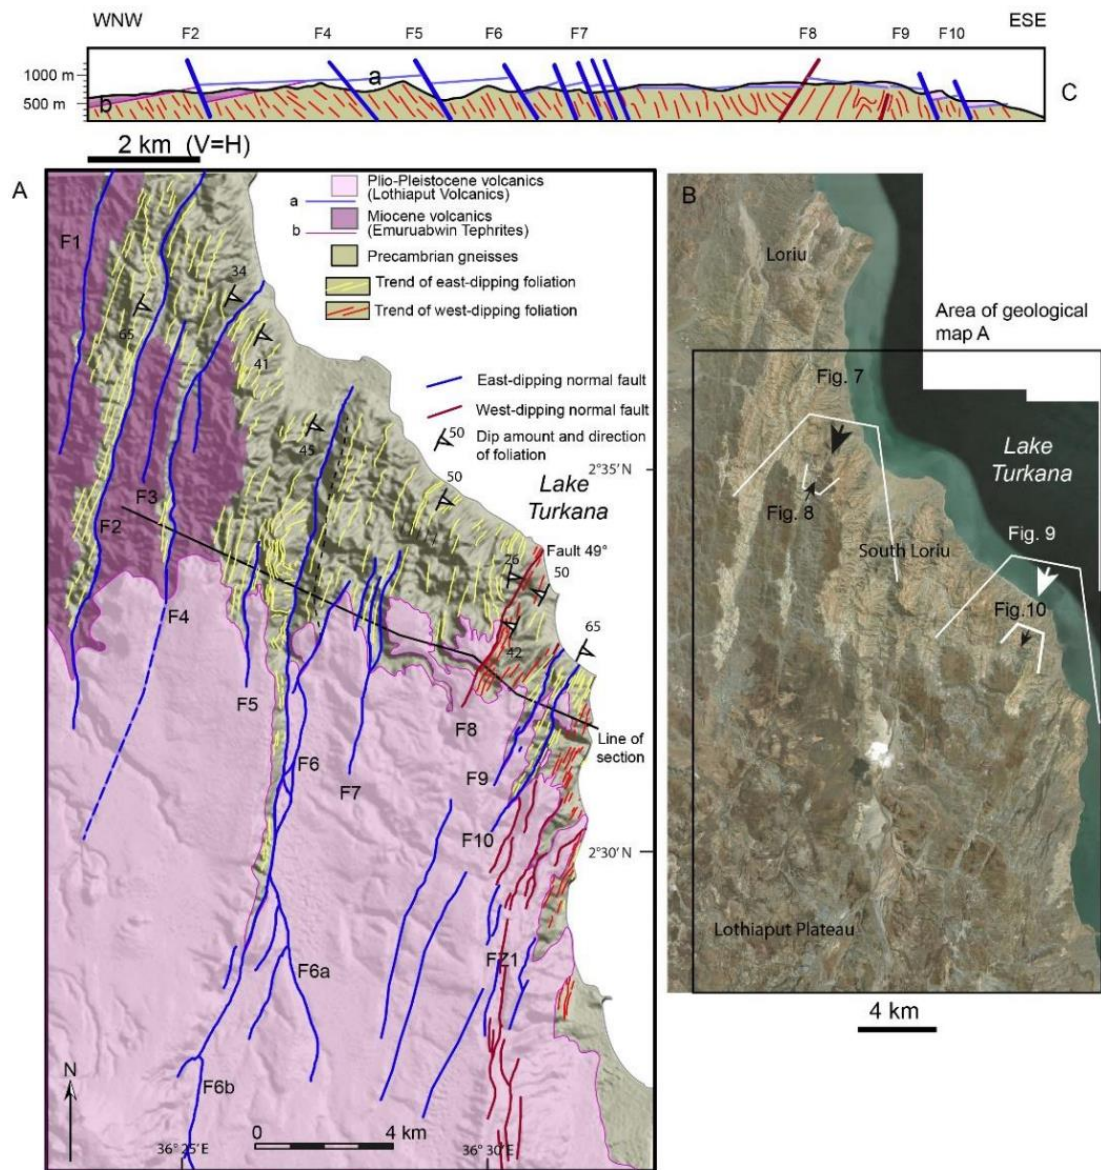 WNW
ESE
F2
F4
F5
F6
F7
F8
F9
F10
1000 m
500 m
a
b
C
2 km (V=H)
A
Plio-Pleistocene volcanics
(Lothiaput Volcanics)
a
Miocene volcanics
(Emuruabwin Tephrites)
b
Precambrian gneisses
Trend of east-dipping foliation
Trend of west-dipping foliation
East-dipping normal fault
West-dipping normal fault
50
Dip amount and direction
of foliation
F1
34
65
41
45
50
2°35'N
Lake
Turkana
F3
F2
Fault 49°
26
50
F4
42
65
F5
F8
Line of
section
F6
F9
F7
F10
2°30'N
FZ1
F6a
F6b
N
0
4 km
36° 25'E
36° 30'E
B
Loriu
Area of geological
map A
Fig. 7
Lake
Turkana
Fig. 8
Fig. 9
South Loriu
Fig.10
Lothiaput Plateau
4 km